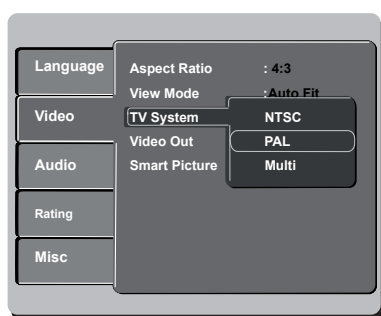 Language
Video
Audio
Rating
Misc
Aspect Ratio : 4:3
View Mode :Auto Fit
TV System NTSC
Video Out PAL
Smart Picture Multi